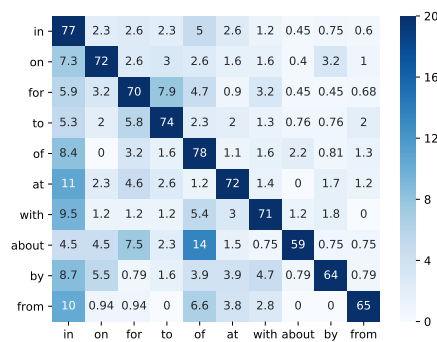 in 77 2.3 2.6 2.3 5 2.6 1.2 0.45 0.75 0.6
on 7.3 72 2.6 3 2.6 1.6 1.6 0.4 3.2 1
for 5.9 3.2 70 7.9 4.7 0.9 3.2 0.45 0.45 0.68
to 5.3 2 5.8 74 2.3 2 1.3 0.76 0.76 2
of 8.4 0 3.2 1.6 78 1.1 1.6 2.2 0.81 1.3
at 11 2.3 4.6 2.6 1.2 72 1.4 0 1.7 1.2
with 9.5 1.2 1.2 1.2 5.4 3 71 1.2 1.8 0
about 4.5 4.5 7.5 2.3 14 1.5 0.75 59 0.75 0.75
by 8.7 5.5 0.79 1.6 3.9 3.9 4.7 0.79 64 0.79
from 10 0.94 0.94 0 6.6 3.8 2.8 0 0 65
in on for to of at with about by from
20
16
12
8
4
0